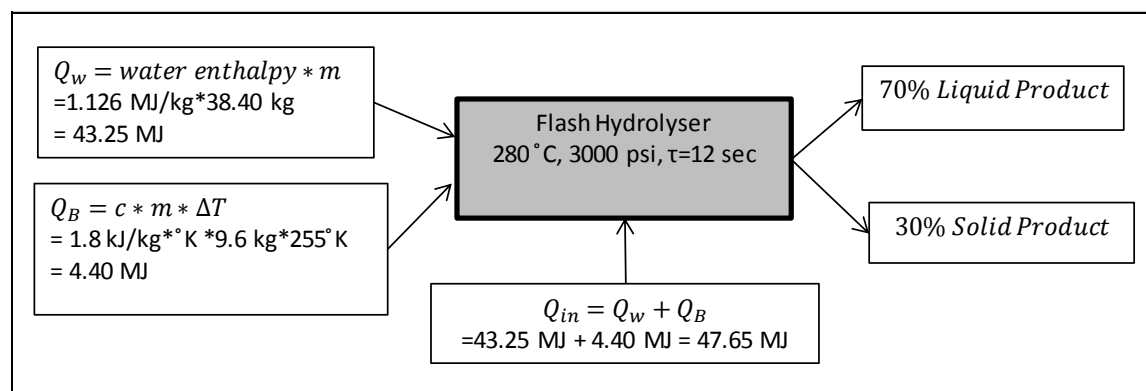 Q_w = water enthalpy ∗ m
=1.126 MJ/kg*38.40 kg
= 43.25 MJ
Q_B = c ∗ m ∗ ΔT
= 1.8 kJ/kg*˚K *9.6 kg*255˚K
= 4.40 MJ
Flash Hydrolyser
280˚C, 3000 psi, τ=12 sec
Q_in = Q_w + Q_B
=43.25 MJ + 4.40 MJ = 47.65 MJ
70% Liquid Product
30% Solid Product